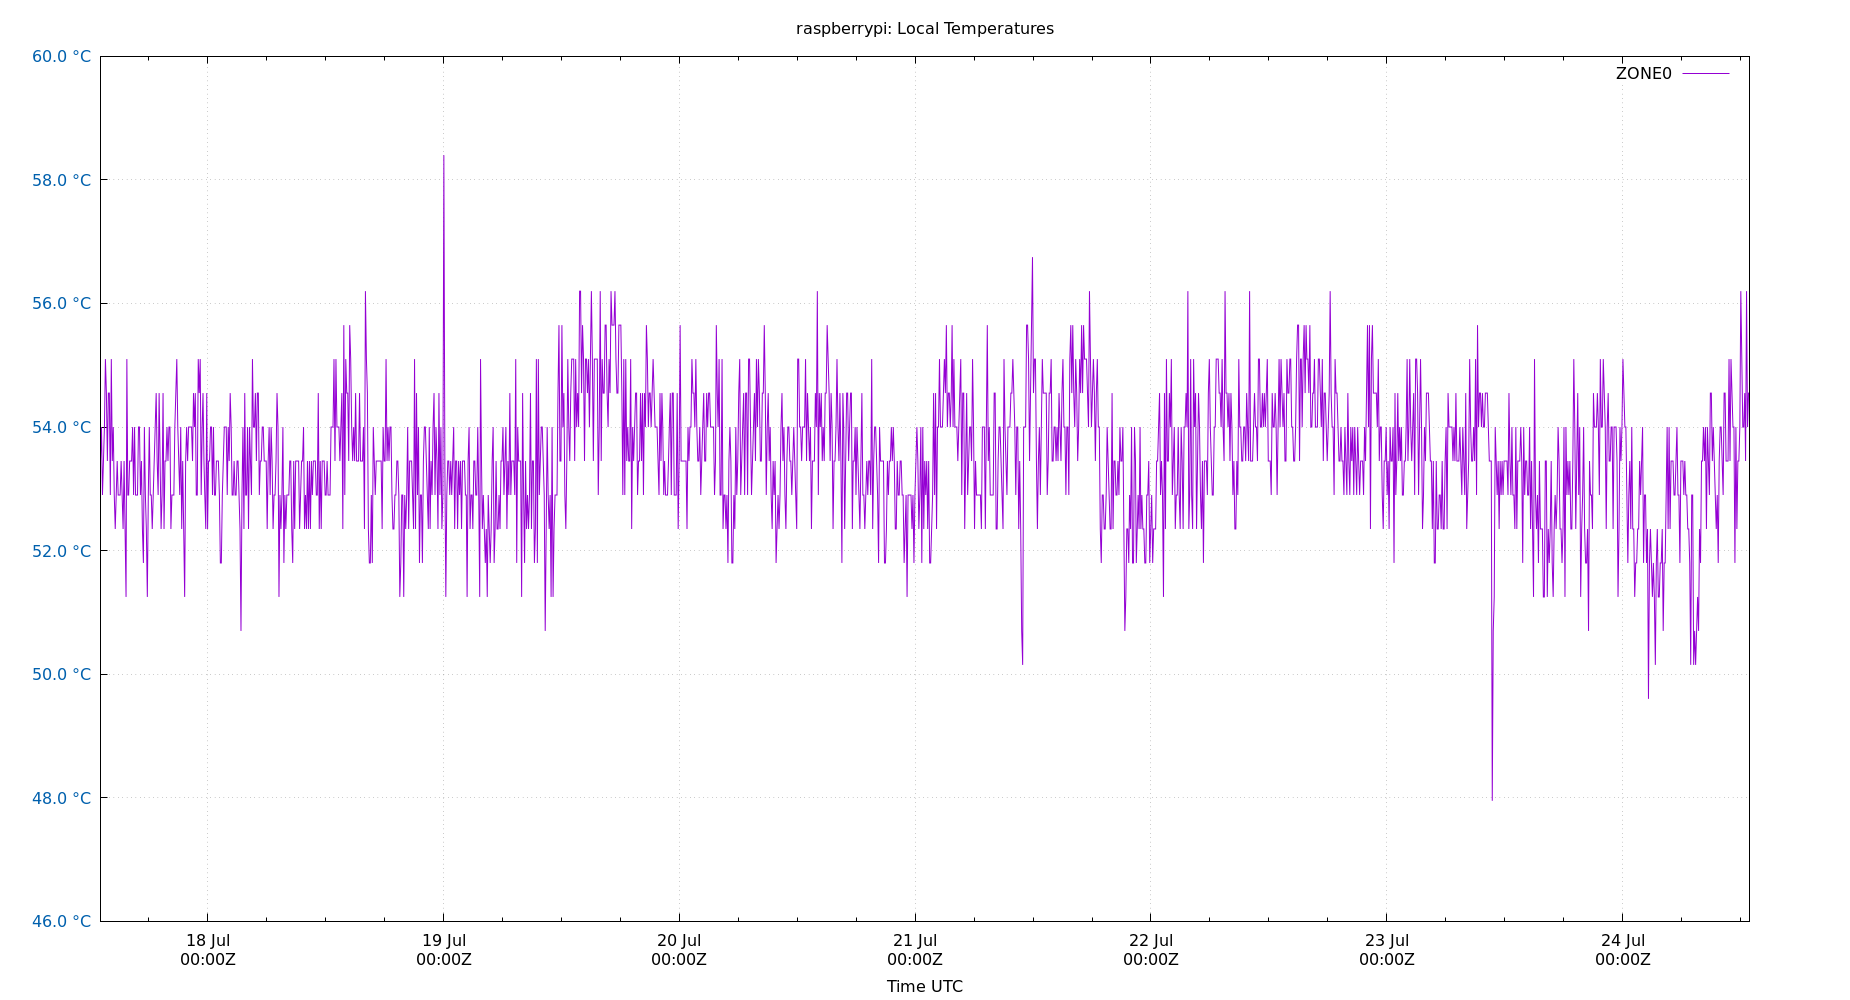 raspberrypi: Local Temperatures
ZONE0
60.0 °C
58.0 °C
56.0 °C
54.0 °C
52.0 °C
50.0 °C
48.0 °C
46.0 °C
18 Jul 19 Jul 20 Jul 21 Jul 22 Jul 23 Jul 24 Jul
00:00Z 00:00Z 00:00Z 00:00Z 00:00Z 00:00Z 00:00Z
Time UTC